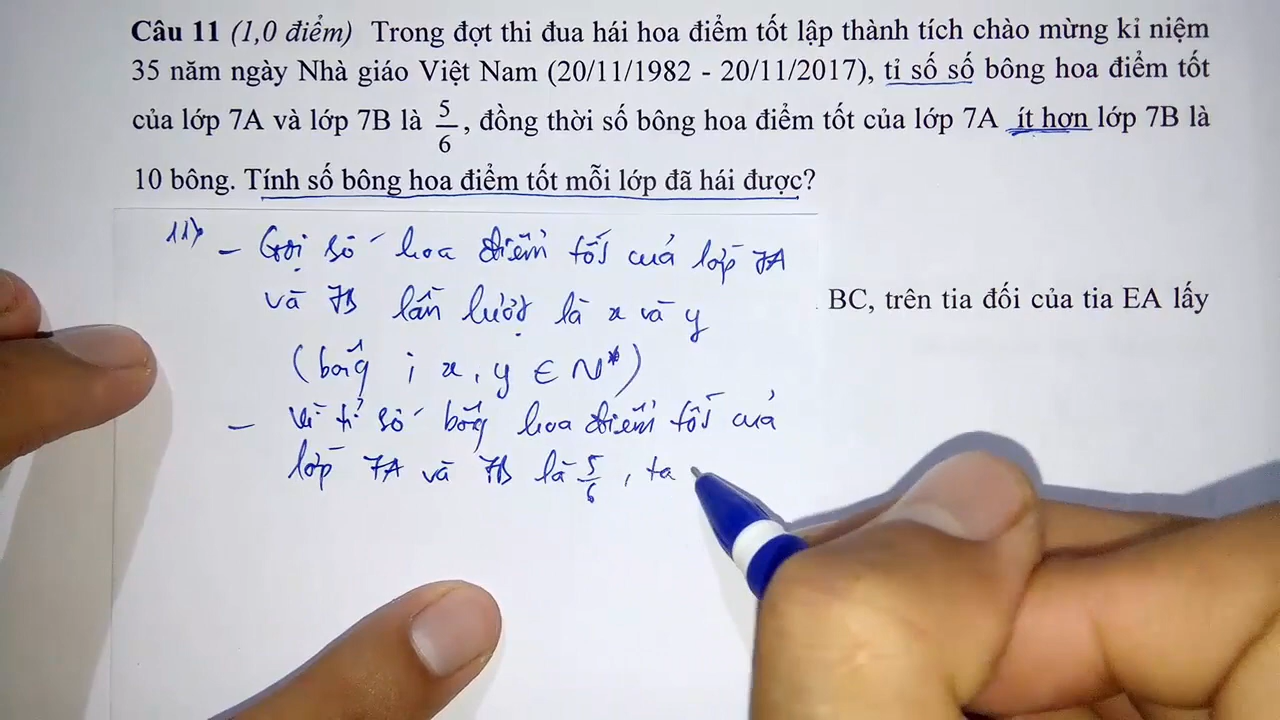 Câu 11 (1,0 điểm) Trong đợt thi đua hái hoa điểm tốt lập thành tích chào mừng kỉ niệm
35 năm ngày Nhà giáo Việt Nam (20/11/1982 - 20/11/2017), tỉ số số bông hoa điểm tốt
của lớp 7A và lớp 7B là 5/6, đồng thời số bông hoa điểm tốt của lớp 7A ít hơn lớp 7B là
10 bông. Tính số bông hoa điểm tốt mỗi lớp đã hái được?
11) - Gọi số hoa điểm tốt của lớp 7A
và 7B lần lượt là x và y
(bông ; x, y ∈ N*)
BC, trên tia đối của tia EA lấy
- Vì tỉ số bông hoa điểm tốt của
lớp 7A và 7B là 5/6, ta